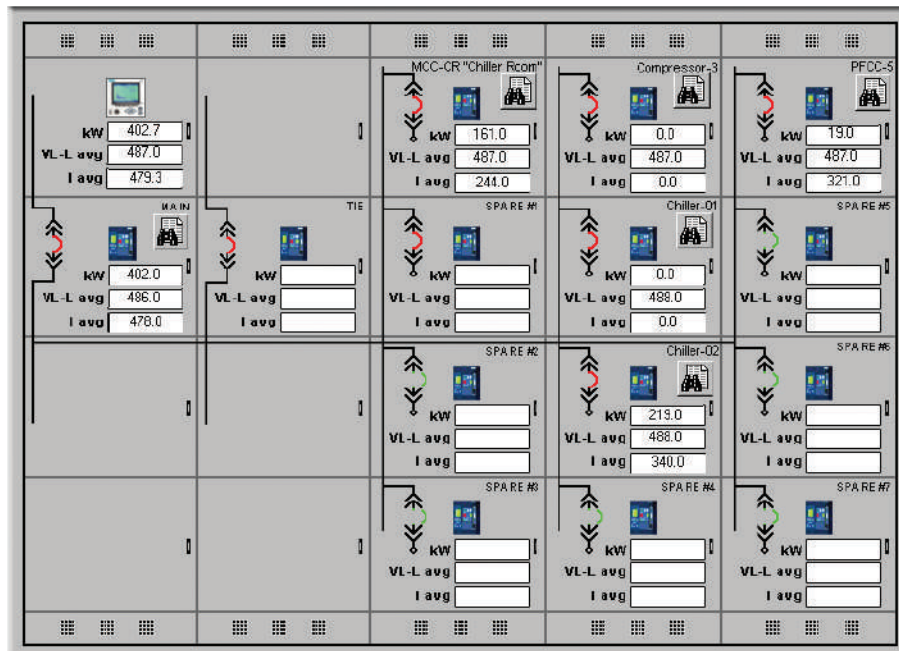 MCC-CR "Chiller Room"
Compressor-3
PFCC-5
kW 402.7
VL-L avg 487.0
I avg 479.3
kW 161.0
VL-L avg 487.0
I avg 244.0
kW 0.0
VL-L avg 487.0
I avg 0.0
kW 19.0
VL-L avg 487.0
I avg 321.0
MAIN
TIE
SPARE #1
Chiller-01
SPARE #5
kW 402.0
VL-L avg 486.0
I avg 478.0
kW
VL-L avg
I avg
kW
VL-L avg
I avg
kW 0.0
VL-L avg 488.0
I avg 0.0
kW
VL-L avg
I avg
SPARE #2
Chiller-02
SPARE #6
kW
VL-L avg
I avg
kW 219.0
VL-L avg 488.0
I avg 340.0
kW
VL-L avg
I avg
SPARE #3
SPARE #4
SPARE #7
kW
VL-L avg
I avg
kW
VL-L avg
I avg
kW
VL-L avg
I avg